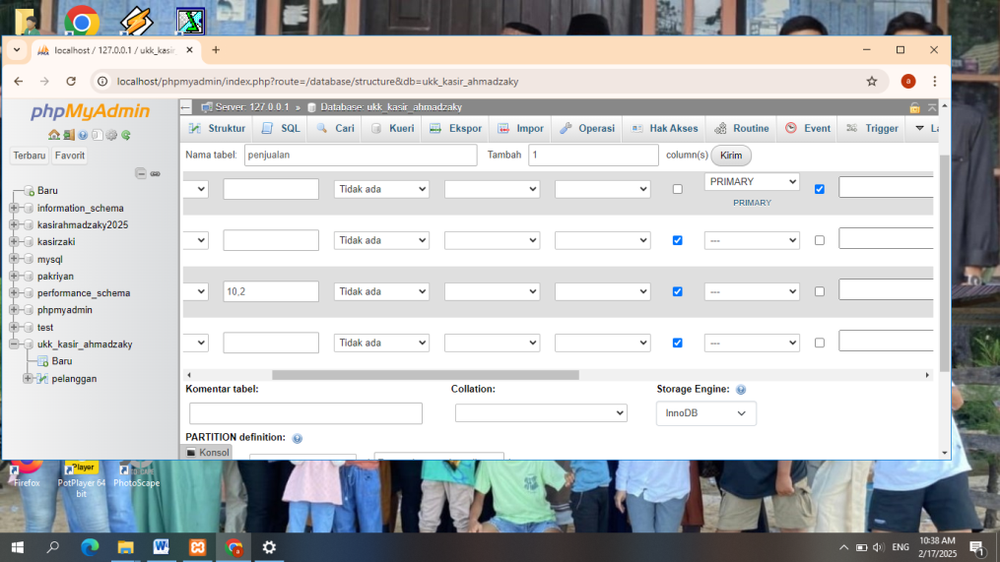 localhost / 127.0.0.1 / ukk_kasir
localhost/phpmyadmin/index.php?route=/database/structure&db=ukk_kasir_ahmadzaky
a
phpMyAdmin
Terbaru Favorit
Baru
information_schema
kasirahmadzaky2025
kasirzaki
mysql
pakriyan
performance_schema
phpmyadmin
test
ukk_kasir_ahmadzaky
Baru
pelanggan
Server: 127.0.0.1 » Database: ukk_kasir_ahmadzaky
Struktur SQL Cari Kueri Ekspor Impor Operasi Hak Akses Routine Event Trigger La
Nama tabel: penjualan Tambah 1 column(s) Kirim
Tidak ada PRIMARY
PRIMARY
Tidak ada ---
10,2 Tidak ada ---
Tidak ada ---
Komentar tabel: Collation: Storage Engine:
InnoDB
PARTITION definition:
Konsol
Firefox
Player
PotPlayer 64 bit
PhotoScape
ENG
10:38 AM
2/17/2025
1